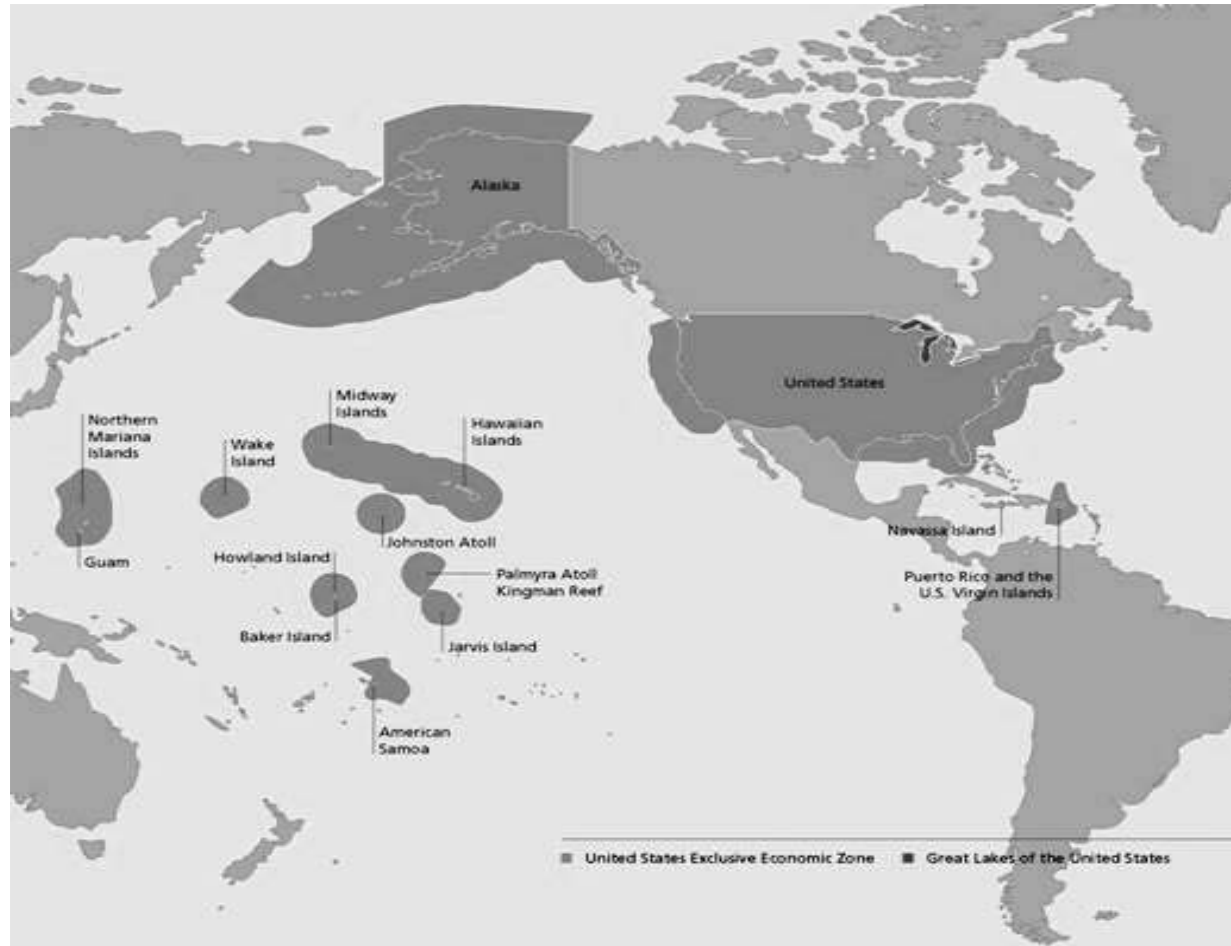 Alaska
United States
Midway
Islands
Hawaiian
Islands
Northern
Mariana
Islands
Wake
Island
Guam
Johnston Atoll
Howland Island
Palmyra Atoll
Kingman Reef
Baker Island
Jarvis Island
American
Samoa
Navassa Island
Puerto Rico and the
U.S. Virgin Islands
United States Exclusive Economic Zone
Great Lakes of the United States